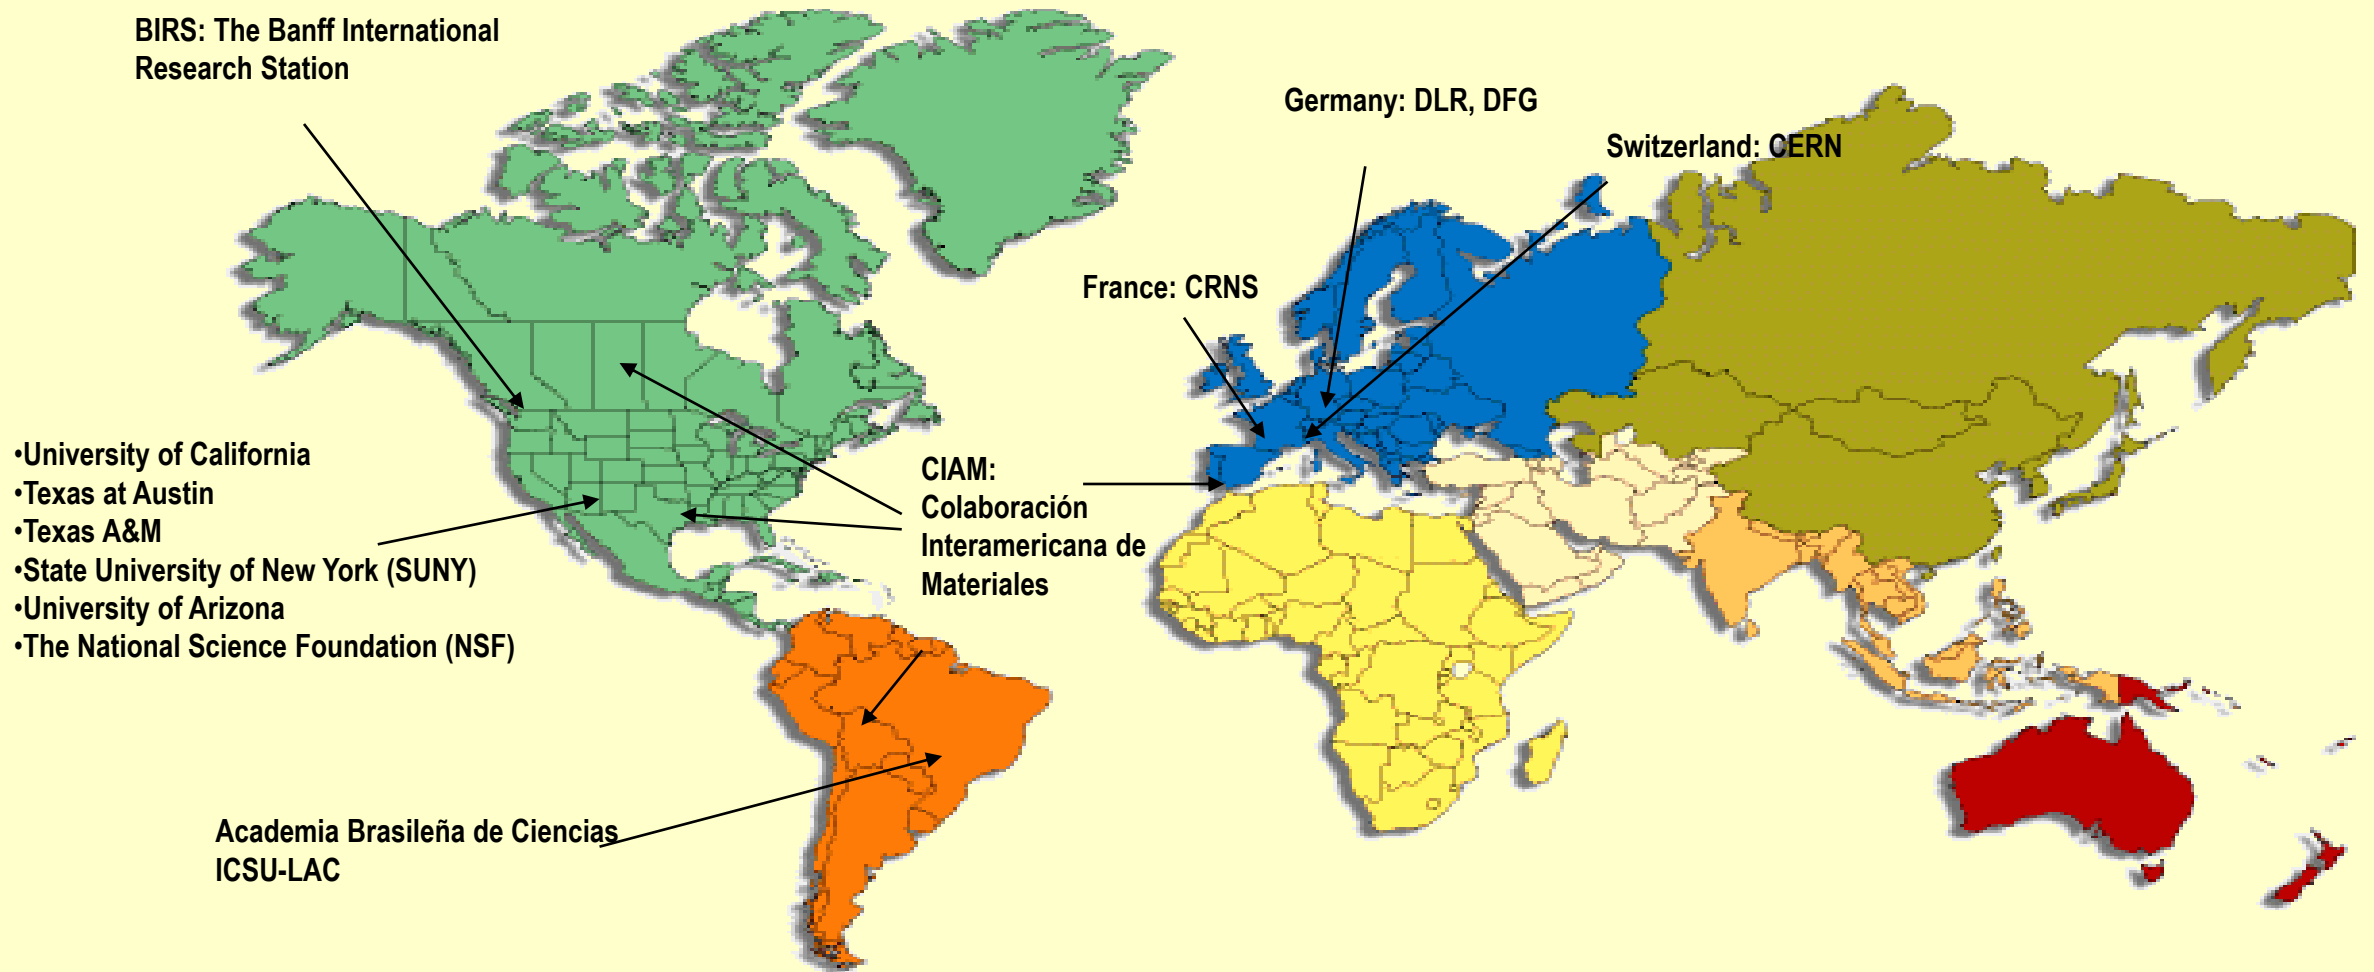 BIRS: The Banff International
Research Station
Germany: DLR, DFG
Switzerland: CERN
France: CRNS
•University of California
•Texas at Austin
•Texas A&M
•State University of New York (SUNY)
•University of Arizona
•The National Science Foundation (NSF)
CIAM:
Colaboración
Interamericana de
Materiales
Academia Brasileña de Ciencias
ICSU-LAC